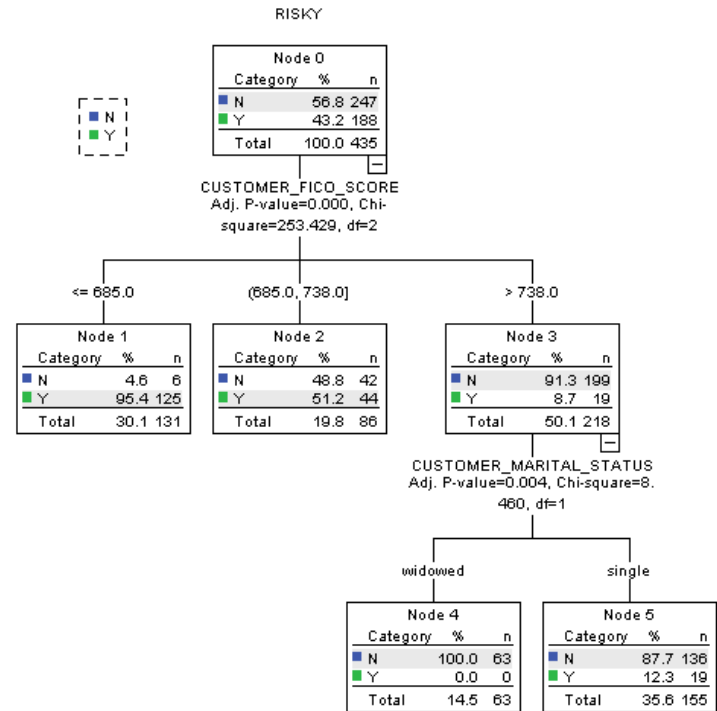 RISKY
N
Y
Node 0
Category % n
N 56.8 247
Y 43.2 188
Total 100.0 435
CUSTOMER_FICO_SCORE
Adj. P-value=0.000, Chi-
square=253.429, df=2
<= 685.0
(685.0, 738.0]
> 738.0
Node 1
Category % n
N 4.6 6
Y 95.4 125
Total 30.1 131
Node 2
Category % n
N 48.8 42
Y 51.2 44
Total 19.8 86
Node 3
Category % n
N 91.3 199
Y 8.7 19
Total 50.1 218
CUSTOMER_MARITAL_STATUS
Adj. P-value=0.004, Chi-square=8.
460, df=1
widowed
single
Node 4
Category % n
N 100.0 63
Y 0.0 0
Total 14.5 63
Node 5
Category % n
N 87.7 136
Y 12.3 19
Total 35.6 155